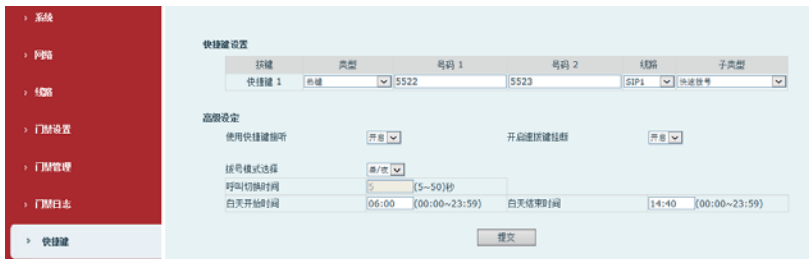 › 系统
› 网络
› 线路
› 门禁设置
› 门禁管理
› 门禁日志
› 快捷键
快捷键设置
按键 类型 号码 1 号码 2 线路 子类型
快捷键 1 热键 5522 5523 SIP1 快速拨号
高级设定
使用快捷键接听 开启 开启速拨键挂断 开启
拨号模式选择 昼/夜
呼叫切换时间 5 (5~50)秒
白天开始时间 06:00 (00:00~23:59) 白天结束时间 14:40 (00:00~23:59)
提交